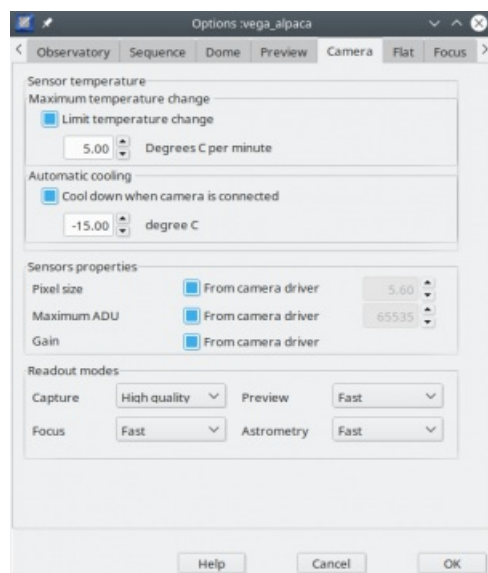 Options :vega_alpaca
Observatory Sequence Dome Preview Camera Flat Focus
Sensor temperature
Maximum temperature change
Limit temperature change
5.00 Degrees C per minute
Automatic cooling
Cool down when camera is connected
-15.00 degree C
Sensors properties
Pixel size From camera driver 5.60
Maximum ADU From camera driver 65535
Gain From camera driver
Readout modes
Capture High quality Preview Fast
Focus Fast Astrometry Fast
Help Cancel OK